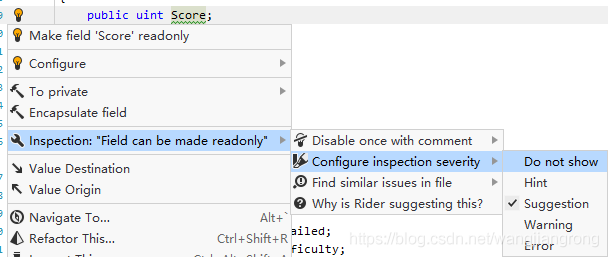 public uint Score;
Make field 'Score' readonly
Configure
To private
Encapsulate field
Inspection: "Field can be made readonly"
Value Destination
Value Origin
Navigate To... Alt+`
Refactor This... Ctrl+Shift+R
Disable once with comment
Configure inspection severity
Find similar issues in file
Why is Rider suggesting this?
Do not show
Hint
Suggestion
Warning
Error
ailed;
ficulty;
https://blog.csdn.net/wangjiangrong